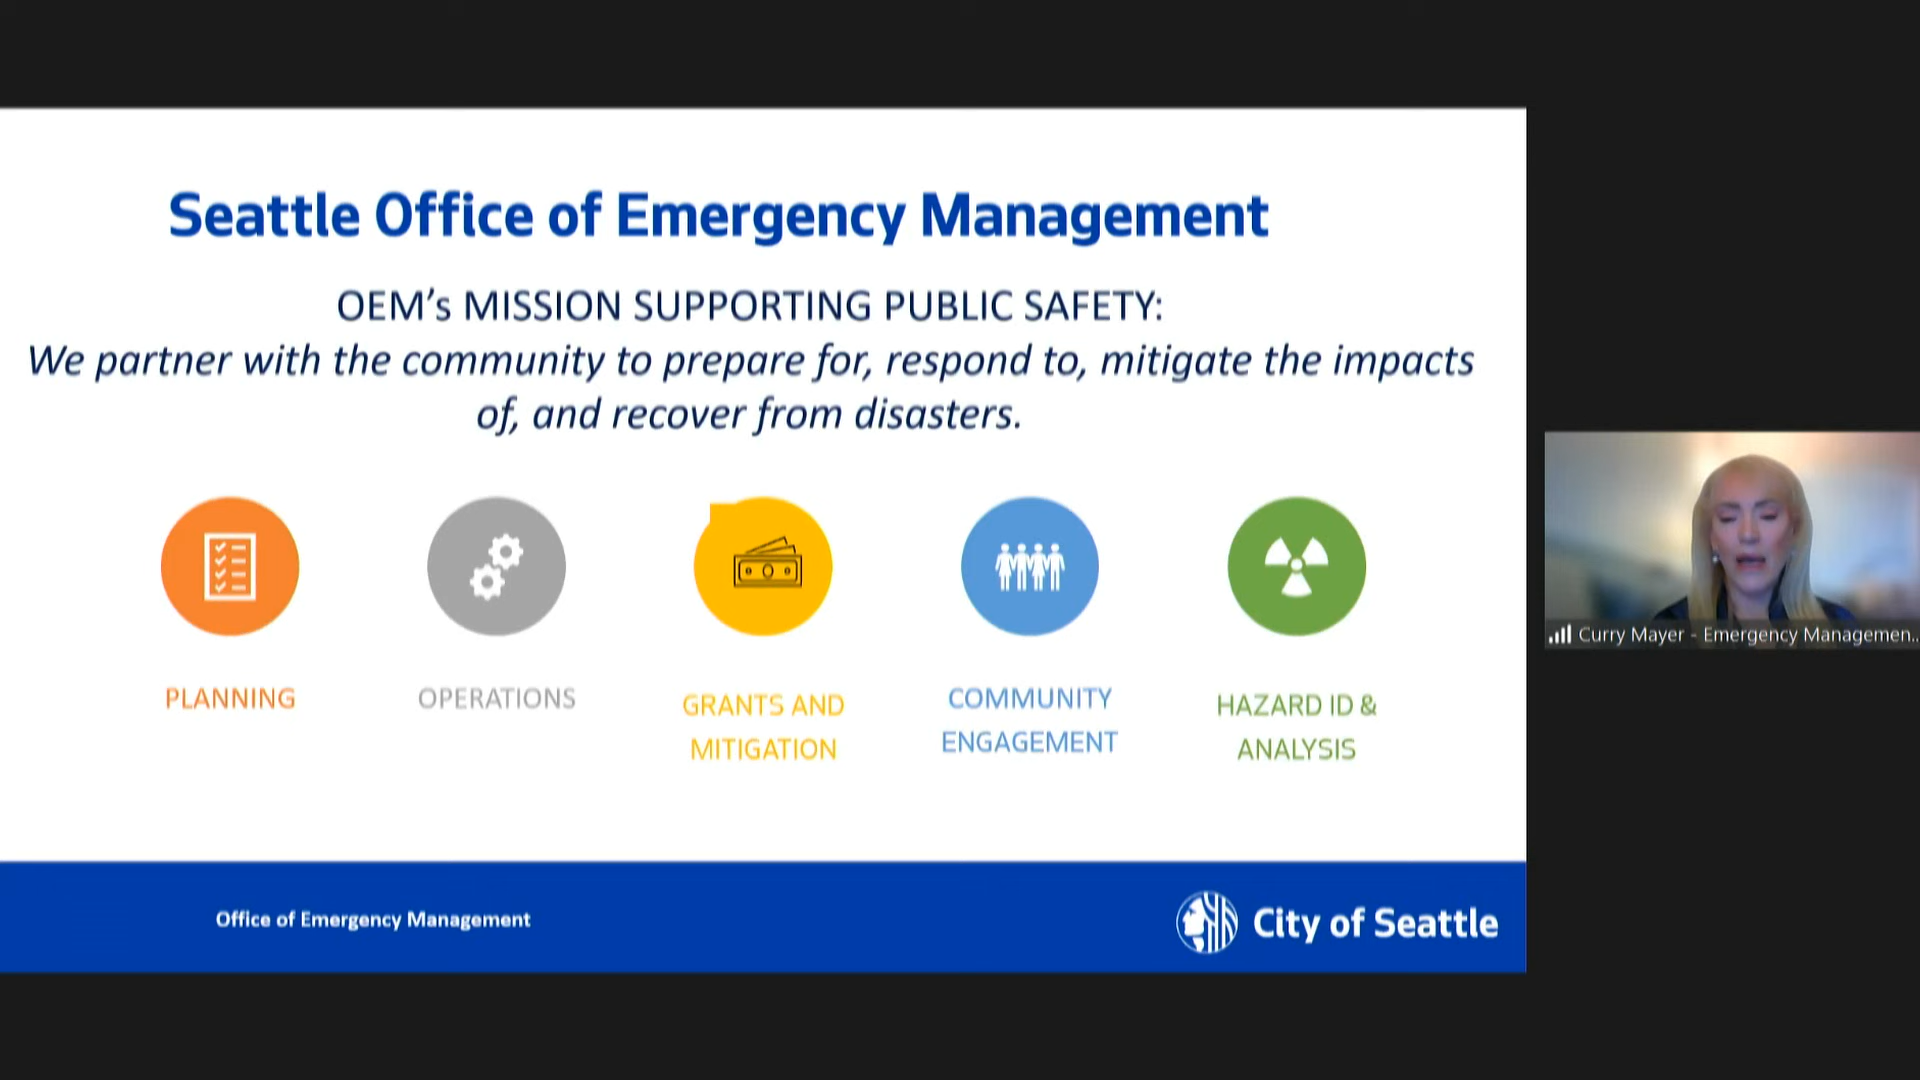 Seattle Office of Emergency Management
OEM’s MISSION SUPPORTING PUBLIC SAFETY:
We partner with the community to prepare for, respond to, mitigate the impacts
of, and recover from disasters.
PLANNING
OPERATIONS
GRANTS AND
MITIGATION
COMMUNITY
ENGAGEMENT
HAZARD ID &
ANALYSIS
Curry Mayer - Emergency Managemen..
Office of Emergency Management
City of Seattle